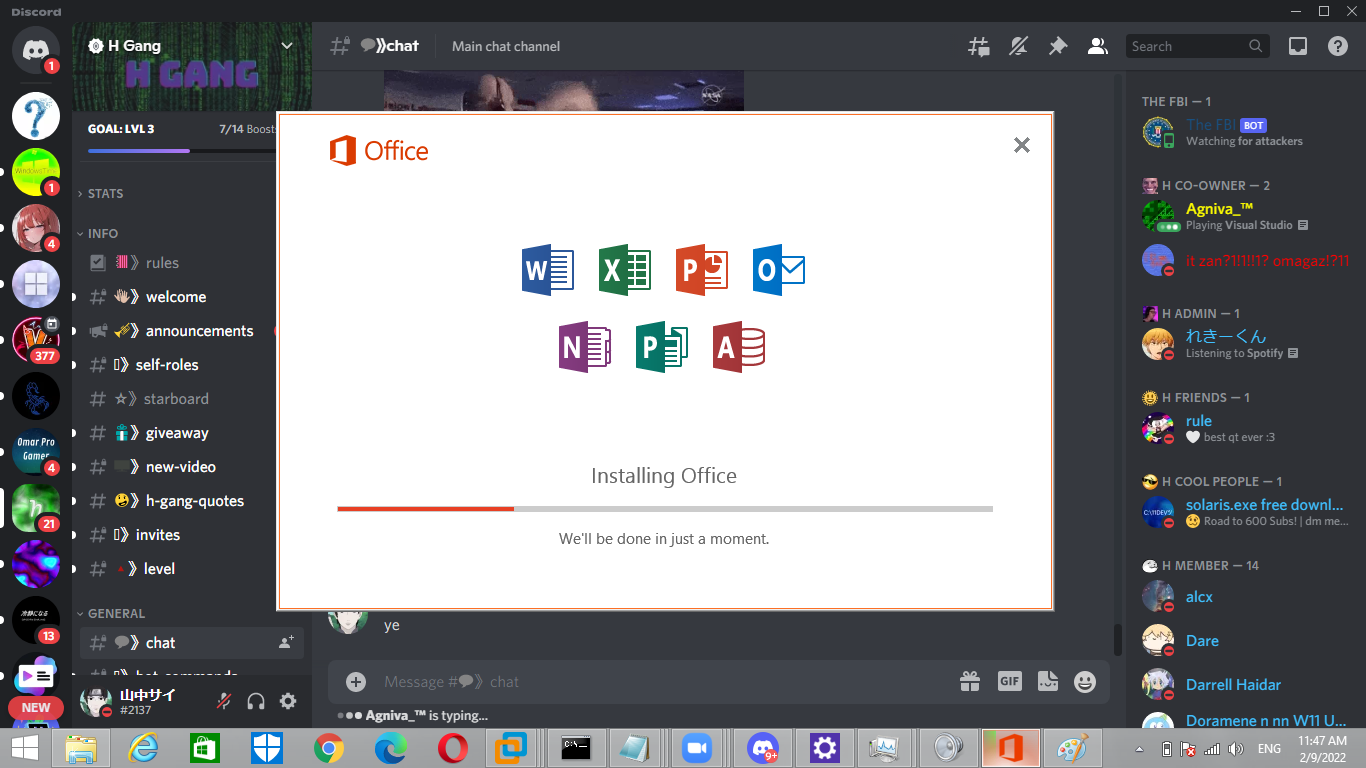 Discord
H Gang
H GANG
GOAL: LVL 3
7/14 Boosts
STATS
INFO
rules
welcome
announcements
self-roles
starboard
giveaway
new-video
h-gang-quotes
invites
level
GENERAL
chat
山中サイ
#2137
1
1
4
377
Omar Pro
Gamer
4
21
13
NEW
chat
Main chat channel
Search
NASA
Office
W
X
P
O
N
P
A
Installing Office
We'll be done in just a moment.
ye
Message #💬》 chat
GIF
Agniva_™ is typing...
THE FBI — 1
The FBI BOT
Watching for attackers
H CO-OWNER — 2
Agniva_™
Playing Visual Studio
it zan?1!1!!1? omagaz!?11
H ADMIN — 1
れきーくん
Listening to Spotify
H FRIENDS — 1
rule
🤍 best qt ever :3
H COOL PEOPLE — 1
solaris.exe free downl...
Road to 600 Subs! | dm me...
H MEMBER — 14
alcx
Dare
Darrell Haidar
Doramene n nn W11 U...
9+
ENG
11:47 AM
2/9/2022